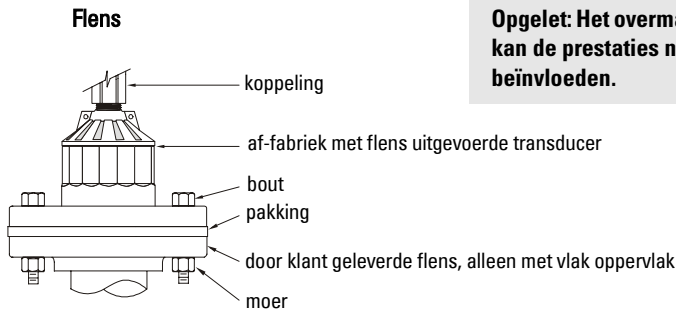 Flens
Opgelet: Het
kan de prestaties
beïnvloeden.
koppeling
af-fabriek met flens uitgevoerde transducer
bout
pakking
door klant geleverde flens, alleen met vlak oppervlak
moer